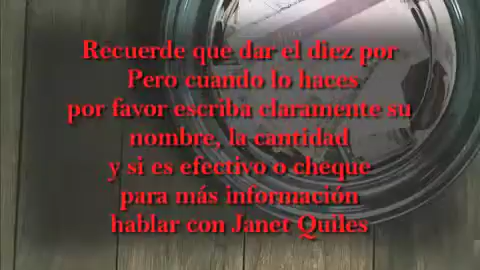 Recuerde que dar el diez por
Pero cuando lo haces
por favor escriba claramente su
nombre, la cantidad
y si es efectivo o cheque
para más información
hablar con Janet Quiles